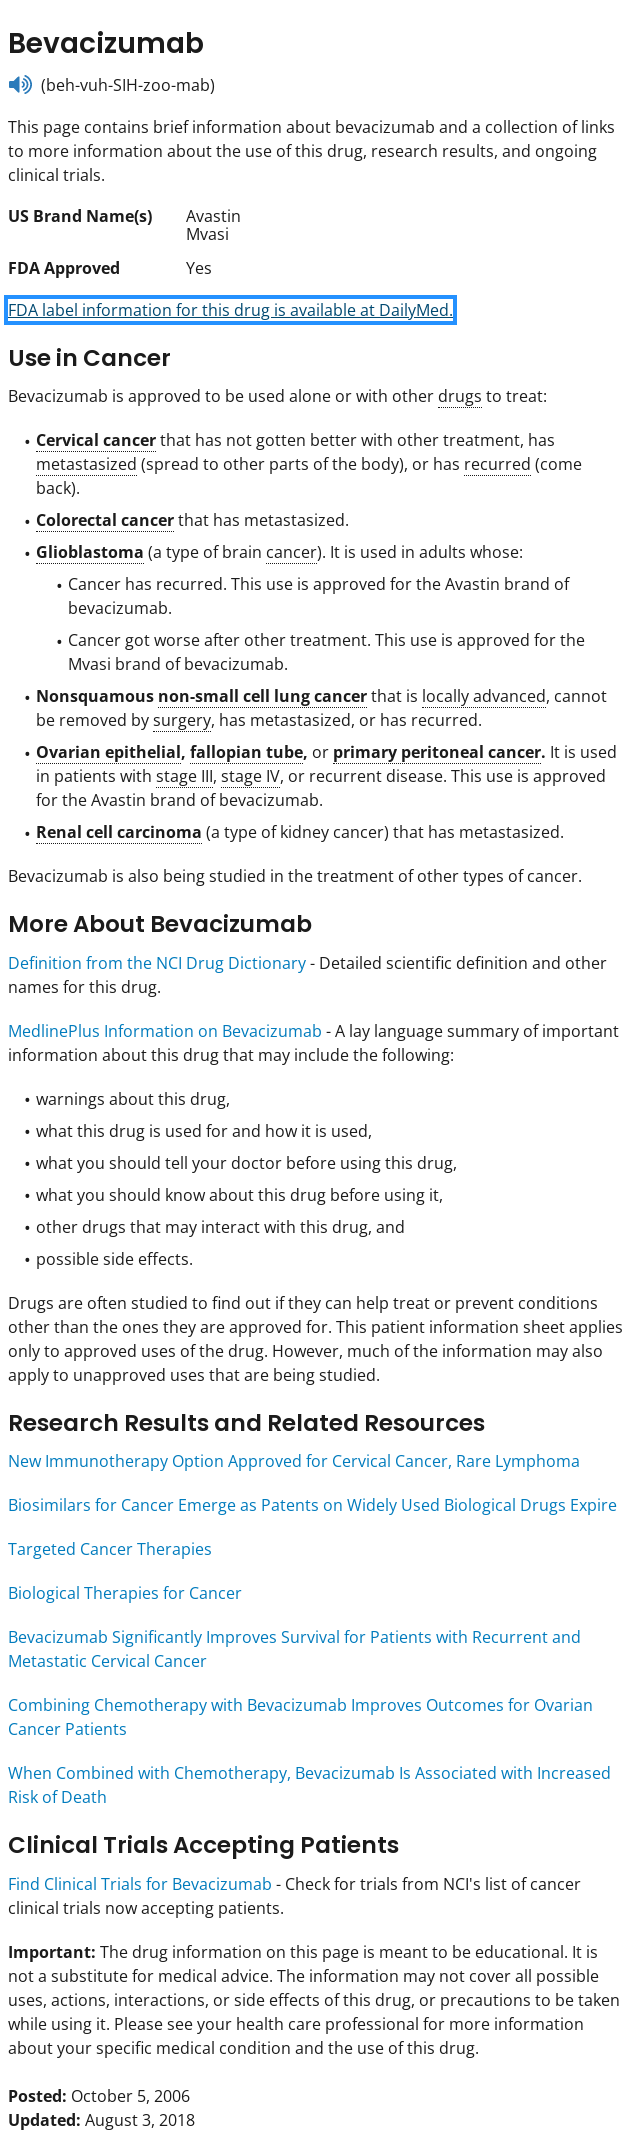 Bevacizumab
(beh-vuh-SIH-zoo-mab)
This page contains brief information about bevacizumab and a collection of links
to more information about the use of this drug, research results, and ongoing
clinical trials.
US Brand Name(s) Avastin
Mvasi
FDA Approved Yes
FDA label information for this drug is available at DailyMed.
Use in Cancer
Bevacizumab is approved to be used alone or with other drugs to treat:
• Cervical cancer that has not gotten better with other treatment, has
metastasized (spread to other parts of the body), or has recurred (come
back).
• Colorectal cancer that has metastasized.
• Glioblastoma (a type of brain cancer). It is used in adults whose:
• Cancer has recurred. This use is approved for the Avastin brand of
bevacizumab.
• Cancer got worse after other treatment. This use is approved for the
Mvasi brand of bevacizumab.
• Nonsquamous non-small cell lung cancer that is locally advanced, cannot
be removed by surgery, has metastasized, or has recurred.
• Ovarian epithelial, fallopian tube, or primary peritoneal cancer. It is used
in patients with stage III, stage IV, or recurrent disease. This use is approved
for the Avastin brand of bevacizumab.
• Renal cell carcinoma (a type of kidney cancer) that has metastasized.
Bevacizumab is also being studied in the treatment of other types of cancer.
More About Bevacizumab
Definition from the NCI Drug Dictionary - Detailed scientific definition and other
names for this drug.
MedlinePlus Information on Bevacizumab - A lay language summary of important
information about this drug that may include the following:
• warnings about this drug,
• what this drug is used for and how it is used,
• what you should tell your doctor before using this drug,
• what you should know about this drug before using it,
• other drugs that may interact with this drug, and
• possible side effects.
Drugs are often studied to find out if they can help treat or prevent conditions
other than the ones they are approved for. This patient information sheet applies
only to approved uses of the drug. However, much of the information may also
apply to unapproved uses that are being studied.
Research Results and Related Resources
New Immunotherapy Option Approved for Cervical Cancer, Rare Lymphoma
Biosimilars for Cancer Emerge as Patents on Widely Used Biological Drugs Expire
Targeted Cancer Therapies
Biological Therapies for Cancer
Bevacizumab Significantly Improves Survival for Patients with Recurrent and
Metastatic Cervical Cancer
Combining Chemotherapy with Bevacizumab Improves Outcomes for Ovarian
Cancer Patients
When Combined with Chemotherapy, Bevacizumab Is Associated with Increased
Risk of Death
Clinical Trials Accepting Patients
Find Clinical Trials for Bevacizumab - Check for trials from NCI's list of cancer
clinical trials now accepting patients.
Important: The drug information on this page is meant to be educational. It is
not a substitute for medical advice. The information may not cover all possible
uses, actions, interactions, or side effects of this drug, or precautions to be taken
while using it. Please see your health care professional for more information
about your specific medical condition and the use of this drug.
Posted: October 5, 2006
Updated: August 3, 2018